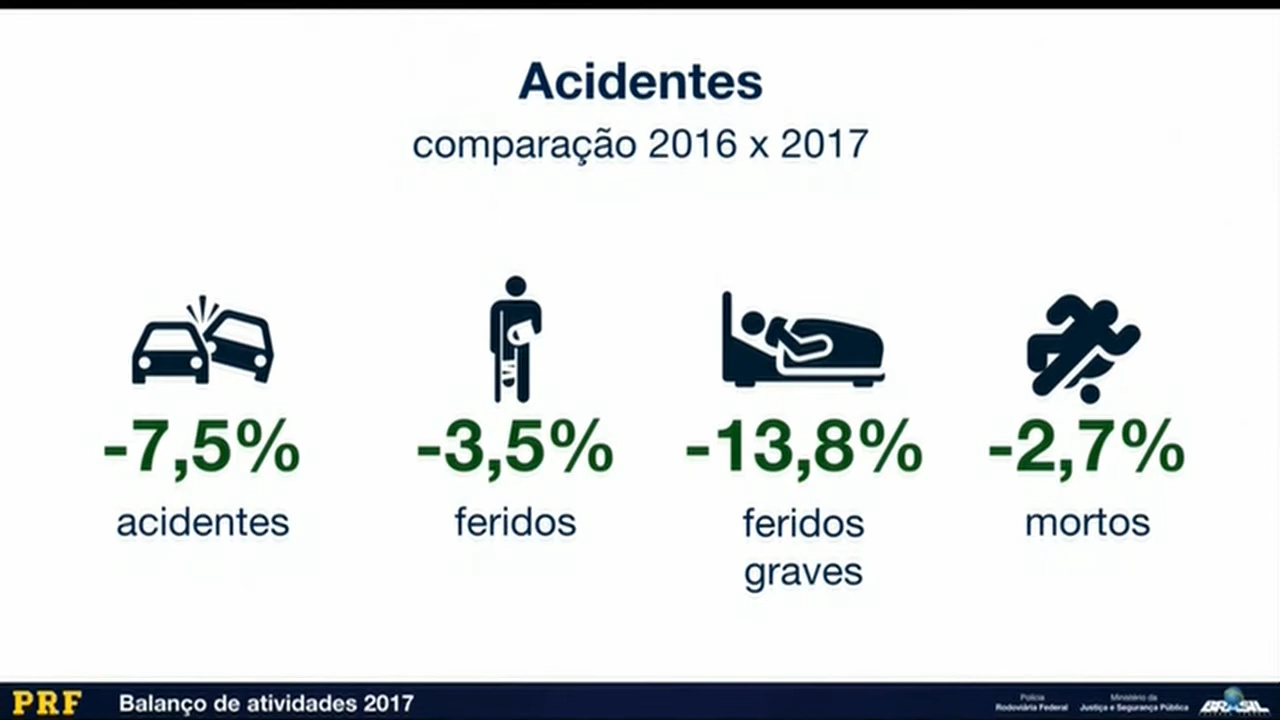 Acidentes
comparação 2016 x 2017
-7,5%
acidentes
-3,5%
feridos
-13,8%
feridos
graves
-2,7%
mortos
PRF
Balanço de atividades 2017
Polícia
Rodoviária Federal
Ministério da
Justiça e Segurança Pública
BRASIL